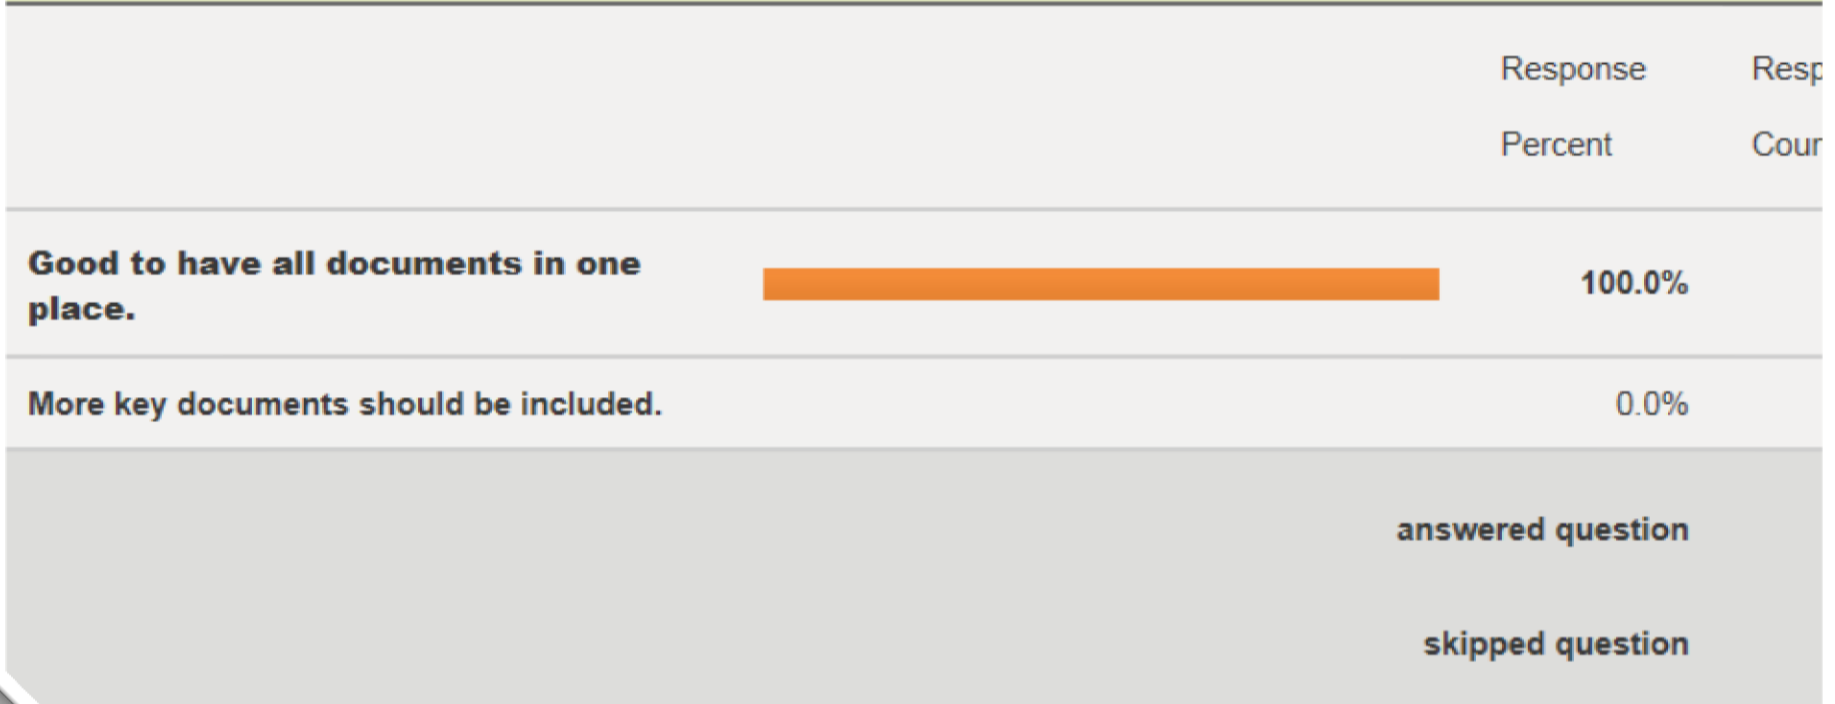 Response
Percent
Good to have all documents in one
place.
100.0%
More key documents should be included.
0.0%
answered question
skipped question